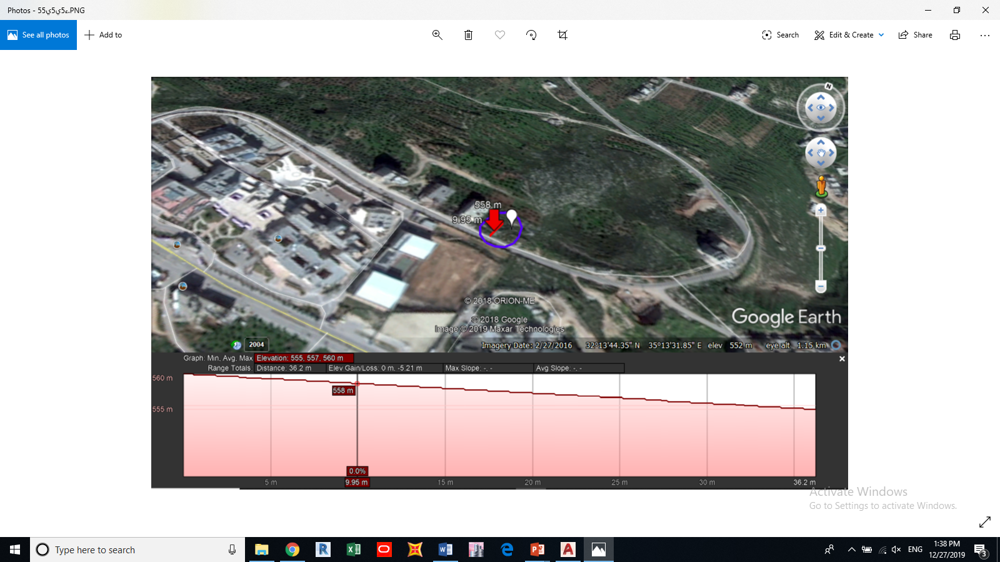 Photos - 55ء5ي5ي.PNG
See all photos
Add to
Search
Edit & Create
Share
N
558 m
9.95 m
© 2018 ORION-ME
© 2018 Google
Image © 2019 Maxar Technologies
Google Earth
2004
Imagery Date: 2/27/2016 32°13'44.35" N 35°13'31.85" E elev 552 m eye alt 1.15 km
Graph: Min, Avg, Max Elevation: 555, 557, 560 m
Range Totals: Distance: 36.2 m Elev Gain/Loss: 0 m, -5.21 m Max Slope: -, - Avg Slope: -, -
560 m
558 m
555 m
0.0%
5 m 9.95 m 15 m 20 m 25 m 30 m 36.2 m
Activate Windows
Go to Settings to activate Windows.
Type here to search
ENG
1:38 PM
12/27/2019
3